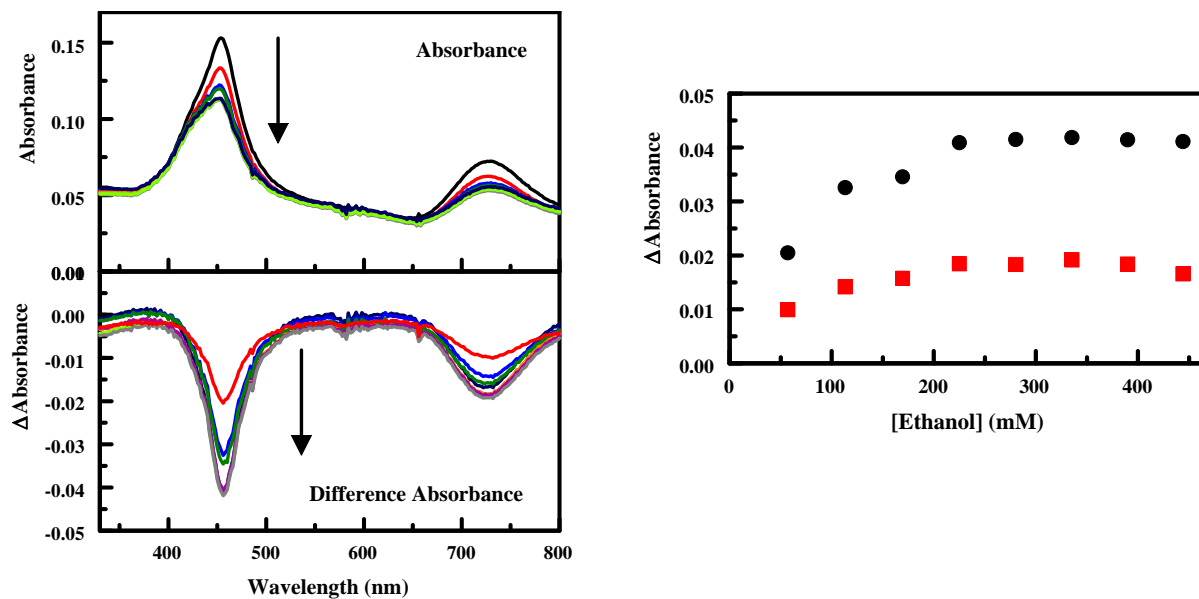 Absorbance
0.15
0.10
0.05
Absorbance
0.00
0.01
0.00
-0.01
-0.02
-0.03
-0.04
-0.05
ΔAbsorbance
Difference Absorbance
400 500 600 700 800
Wavelength (nm)
0.05
0.04
0.03
0.02
0.01
0.00
ΔAbsorbance
0 100 200 300 400
[Ethanol] (mM)